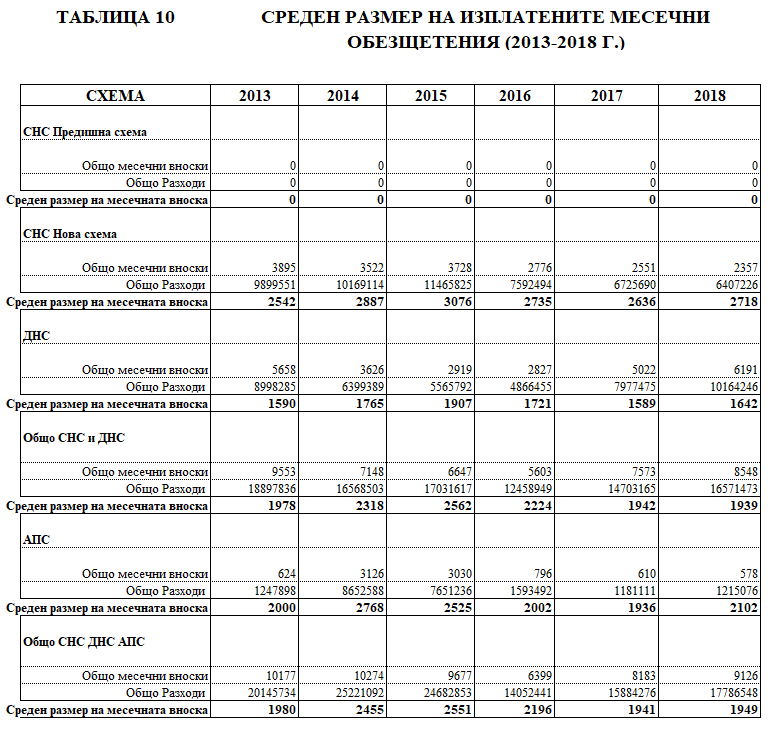 ТАБЛИЦА 10 СРЕДЕН РАЗМЕР НА ИЗПЛАТЕНИТЕ МЕСЕЧНИ
ОБЕЗЩЕТЕНИЯ (2013-2018 Г.)
СХЕМА 2013 2014 2015 2016 2017 2018
СНС Предишна схема
Общо месечни вноски 0 0 0 0 0 0
Общо Разходи 0 0 0 0 0 0
Среден размер на месечната вноска 0 0 0 0 0 0
СНС Нова схема
Общо месечни вноски 3895 3522 3728 2776 2551 2357
Общо Разходи 9899551 10169114 11465825 7592494 6725690 6407226
Среден размер на месечната вноска 2542 2887 3076 2735 2636 2718
ДНС
Общо месечни вноски 5658 3626 2919 2827 5022 6191
Общо Разходи 8998285 6399389 5565792 4866455 7977475 10164246
Среден размер на месечната вноска 1590 1765 1907 1721 1589 1642
Общо СНС и ДНС
Общо месечни вноски 9553 7148 6647 5603 7573 8548
Общо Разходи 18897836 16568503 17031617 12458949 14703165 16571473
Среден размер на месечната вноска 1978 2318 2562 2224 1942 1939
АПС
Общо месечни вноски 624 3126 3030 796 610 578
Общо Разходи 1247898 8652588 7651236 1593492 1181111 1215076
Среден размер на месечната вноска 2000 2768 2525 2002 1936 2102
Общо СНС ДНС АПС
Общо месечни вноски 10177 10274 9677 6399 8183 9126
Общо Разходи 20145734 25221092 24682853 14052441 15884276 17786548
Среден размер на месечната вноска 1980 2455 2551 2196 1941 1949